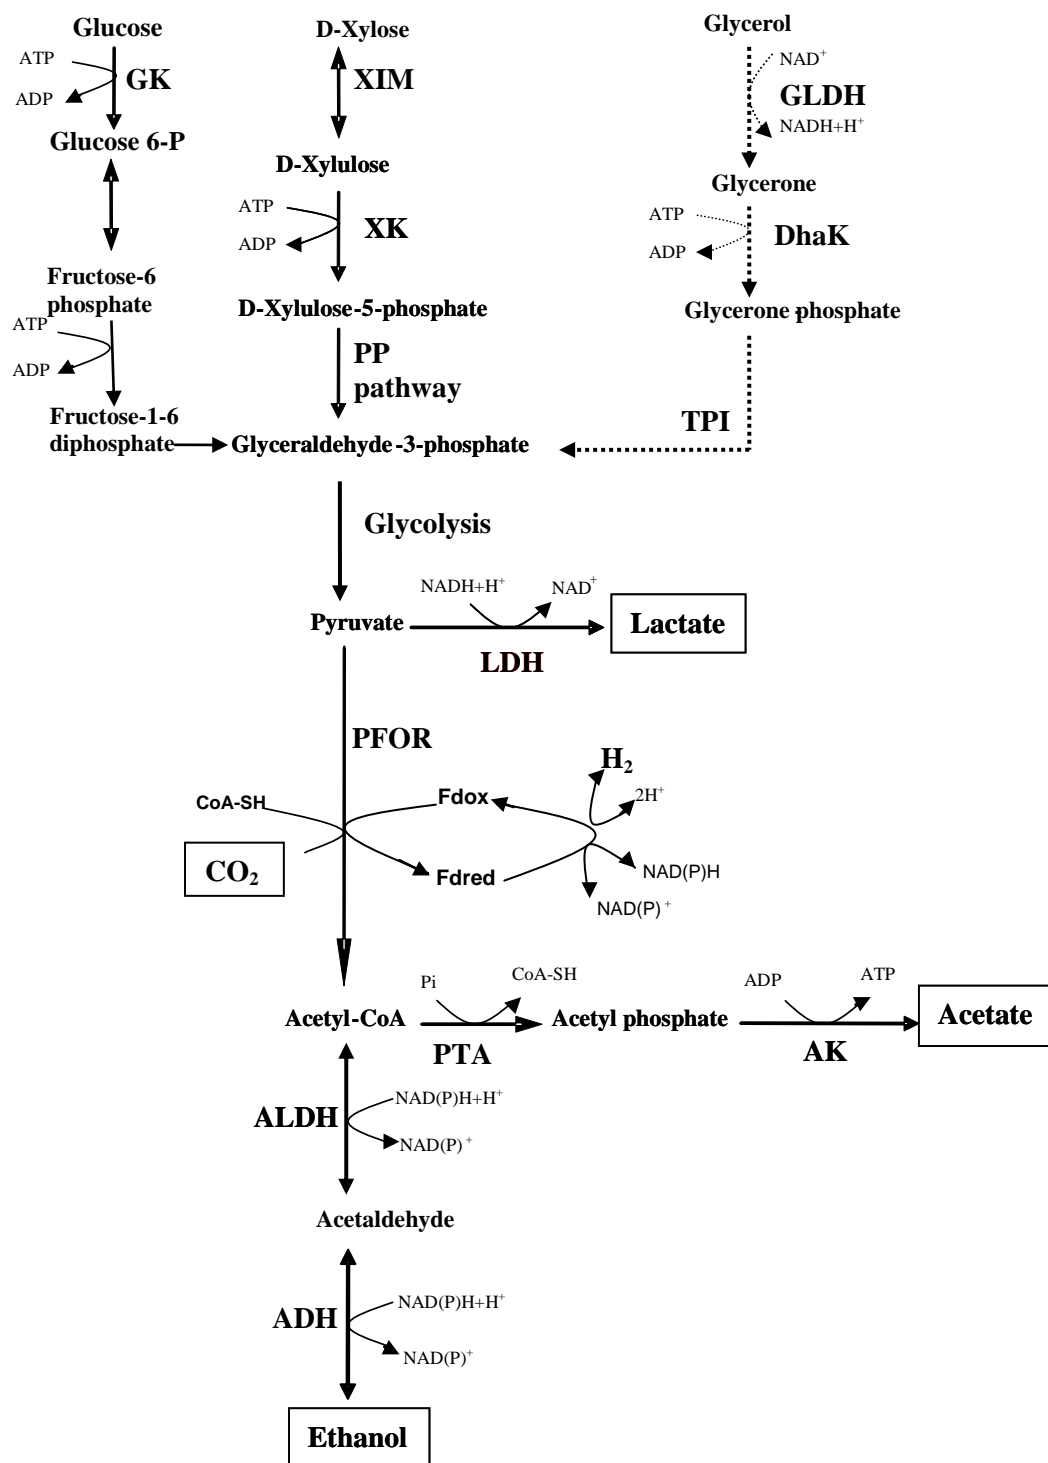 Glucose
ATP
GK
ADP
Glucose 6-P
Fructose-6
phosphate
ATP
ADP
Fructose-1-6
diphosphate
D-Xylose
XIM
D-Xylulose
ATP
XK
ADP
D-Xylulose-5-phosphate
PP
pathway
Glyceraldehyde-3-phosphate
Glycerol
NAD⁺
GLDH
NADH+H⁺
Glycerone
ATP
DhaK
ADP
Glycerone-phosphate
TPI
Glycolysis
NADH+H⁺
NAD⁺
Pyruvate
Lactate
LDH
PFOR
H₂
CoA-SH
Fdox
2H⁺
CO₂
Fdred
NAD(P)H
NAD(P)⁺
Pi
CoA-SH
ADP
ATP
Acetyl-CoA
Acetyl phosphate
Acetate
PTA
AK
NAD(P)H+H⁺
ALDH
NAD(P)⁺
Acetaldehyde
NAD(P)H+H⁺
ADH
NAD(P)⁺
Ethanol